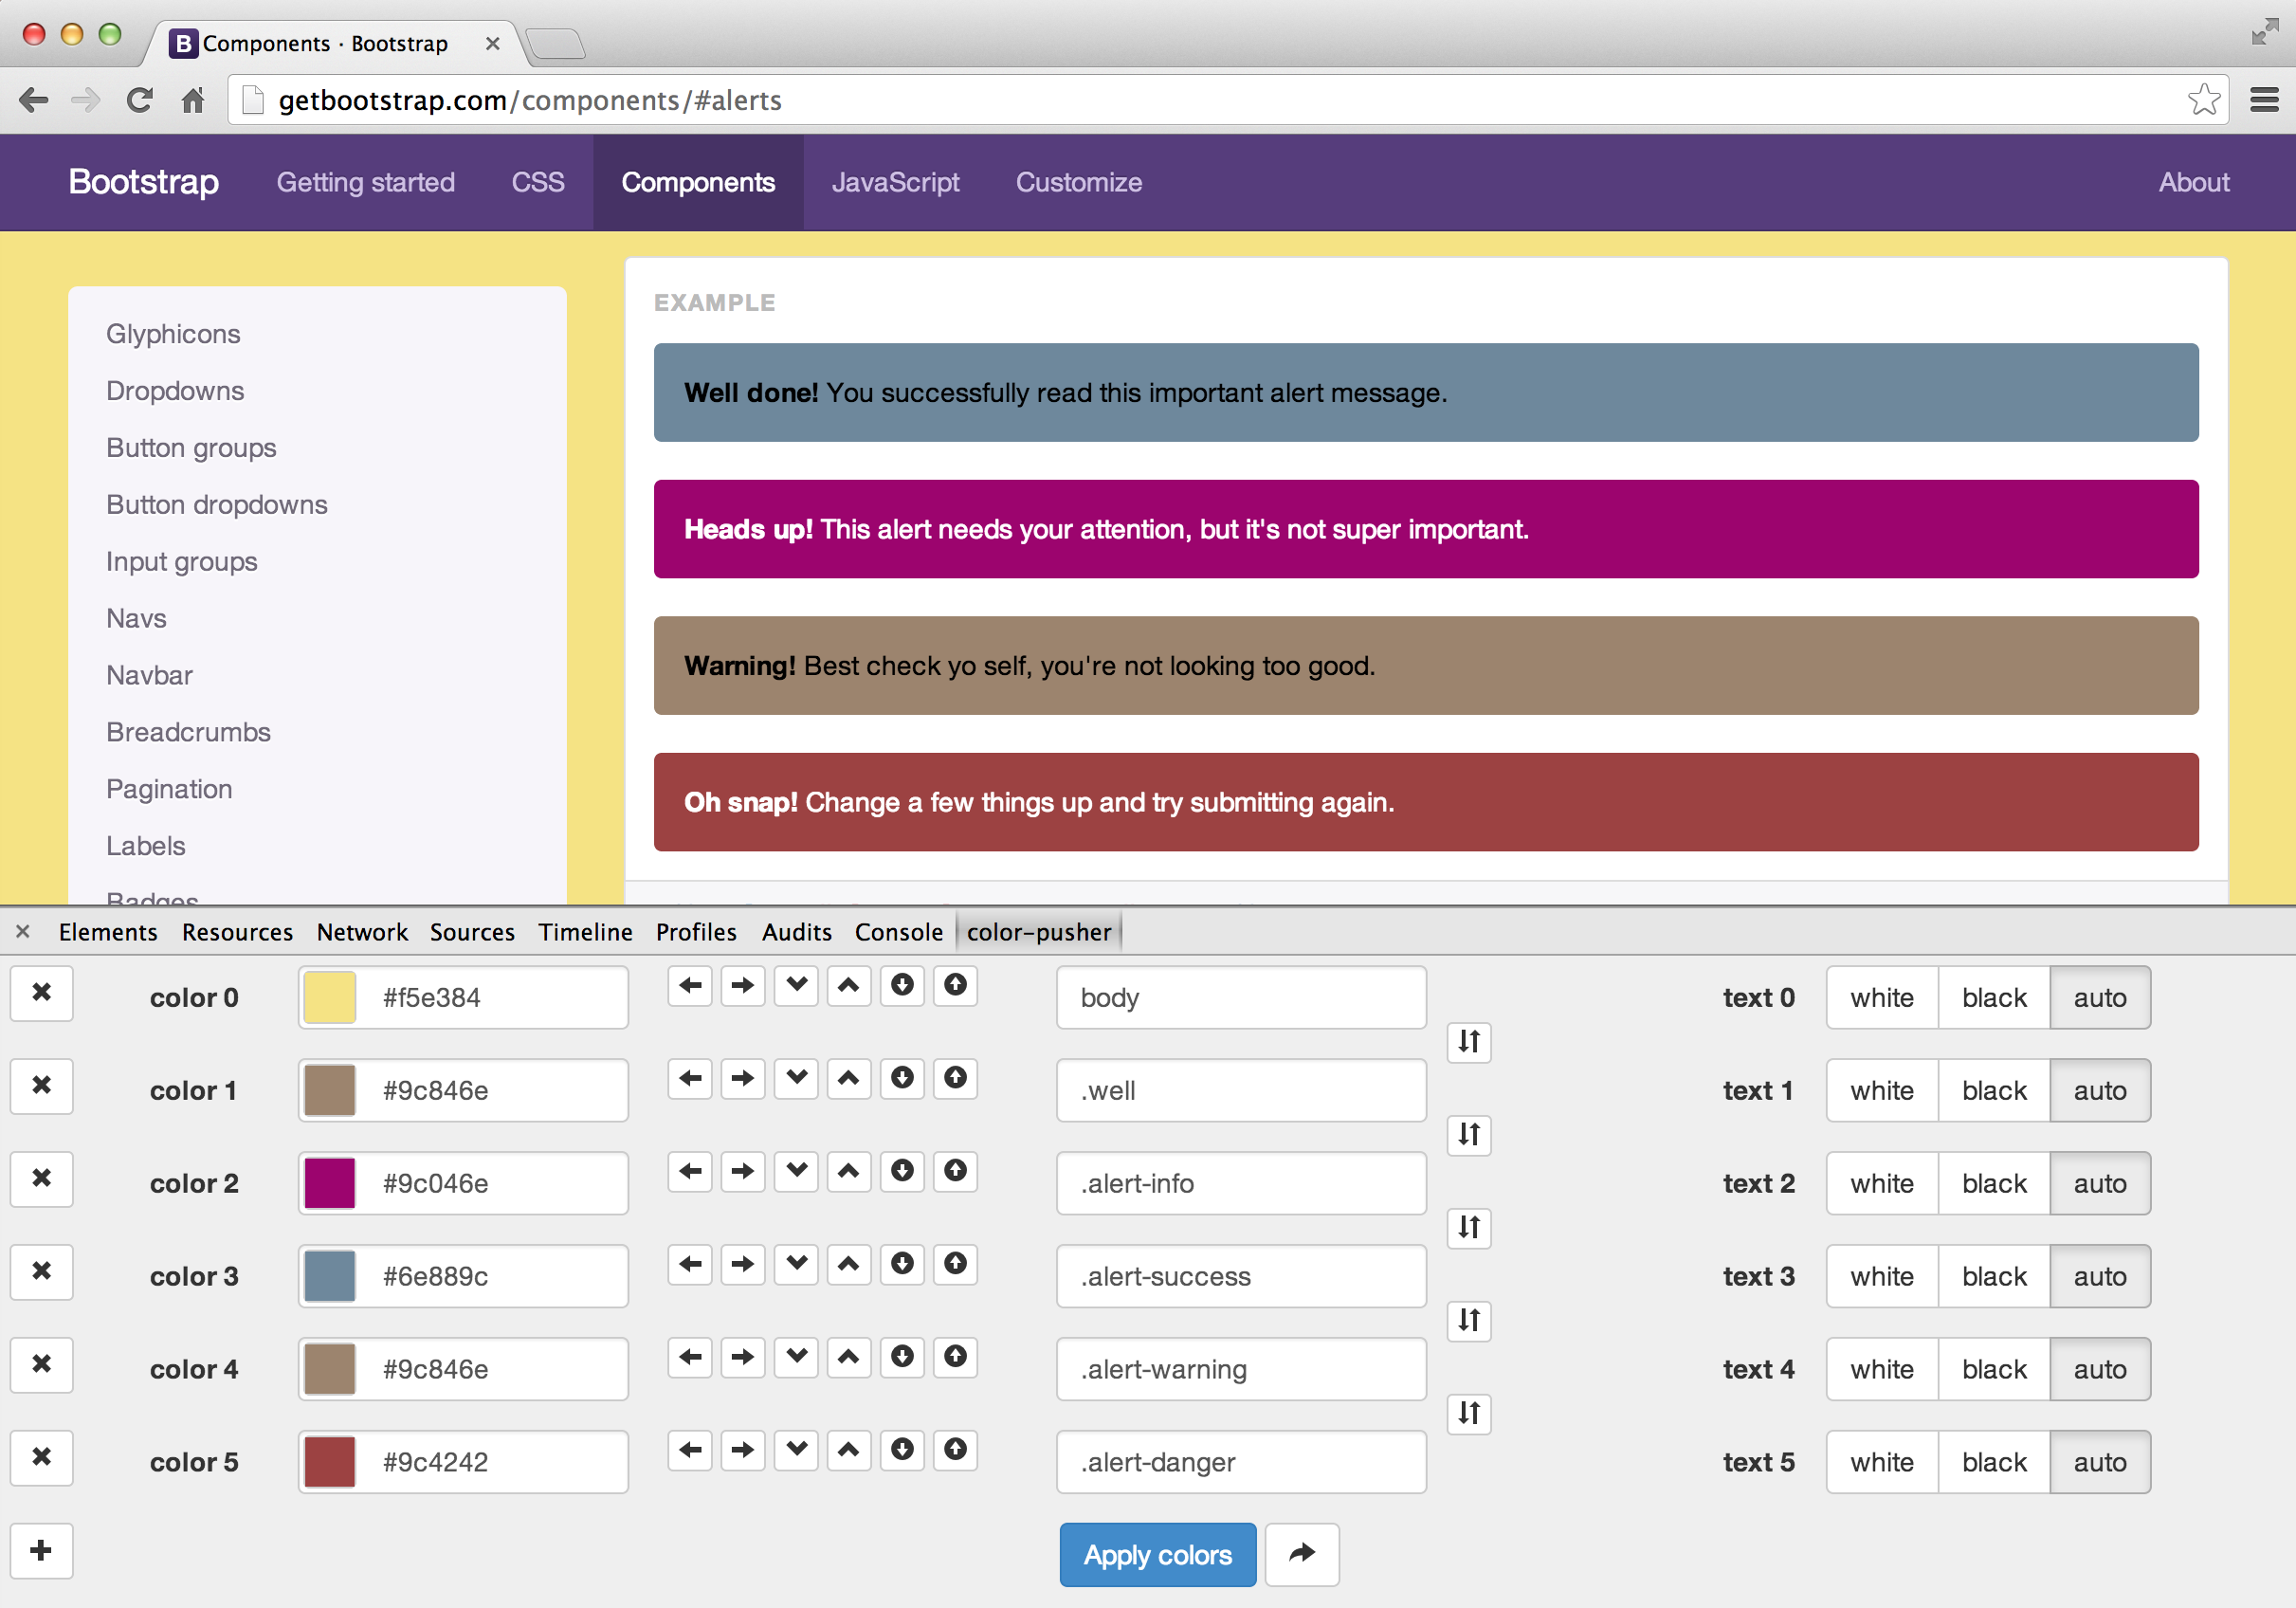 B Components · Bootstrap
getbootstrap.com/components/#alerts
Bootstrap Getting started CSS Components JavaScript Customize About
Glyphicons
Dropdowns
Button groups
Button dropdowns
Input groups
Navs
Navbar
Breadcrumbs
Pagination
Labels
Badges
EXAMPLE
Well done! You successfully read this important alert message.
Heads up! This alert needs your attention, but it's not super important.
Warning! Best check yo self, you're not looking too good.
Oh snap! Change a few things up and try submitting again.
Elements Resources Network Sources Timeline Profiles Audits Console color-pusher
color 0 #f5e384 body text 0 white black auto
color 1 #9c846e .well text 1 white black auto
color 2 #9c046e .alert-info text 2 white black auto
color 3 #6e889c .alert-success text 3 white black auto
color 4 #9c846e .alert-warning text 4 white black auto
color 5 #9c4242 .alert-danger text 5 white black auto
Apply colors